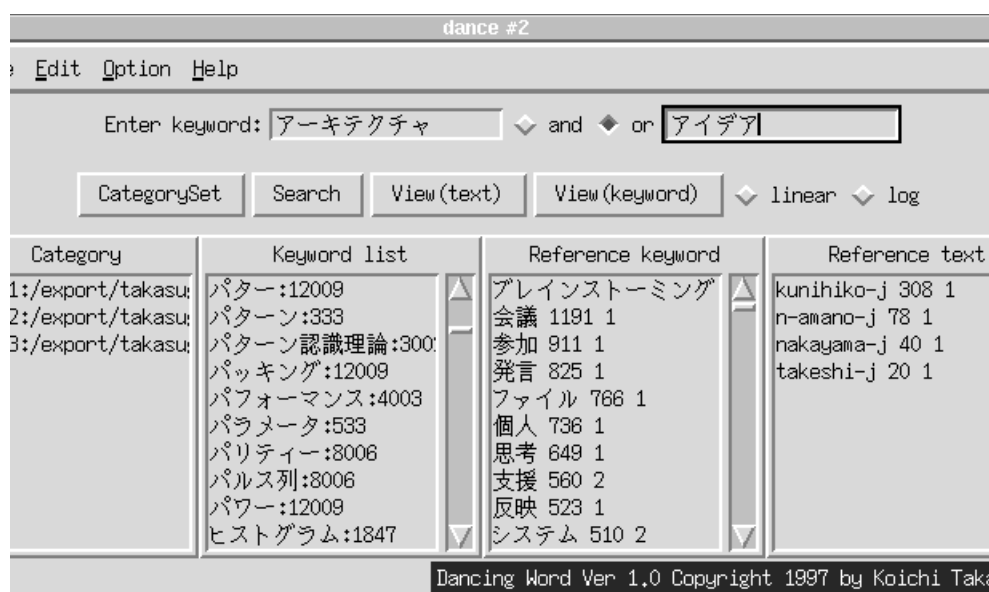 dance #2
Edit Option Help
Enter keyword: アーキテクチャ and or アイデア
CategorySet Search View(text) View(keyword) linear log
Category
1:/export/takasu
2:/export/takasu
3:/export/takasu
Keyword list
パター:12009
パターン:333
パターン認識理論:300
パッキング:12009
パフォーマンス:4003
パラメータ:533
パリティー:8006
パルス列:8006
パワー:12009
ヒストグラム:1847
Reference keyword
ブレインストーミング
会議 1191 1
参加 911 1
発言 825 1
ファイル 766 1
個人 736 1
思考 649 1
支援 560 2
反映 523 1
システム 510 2
Reference text
kunihiko-j 308 1
n-amano-j 78 1
nakayama-j 40 1
takeshi-j 20 1
Dancing Word Ver 1.0 Copyright 1997 by Koichi Taka